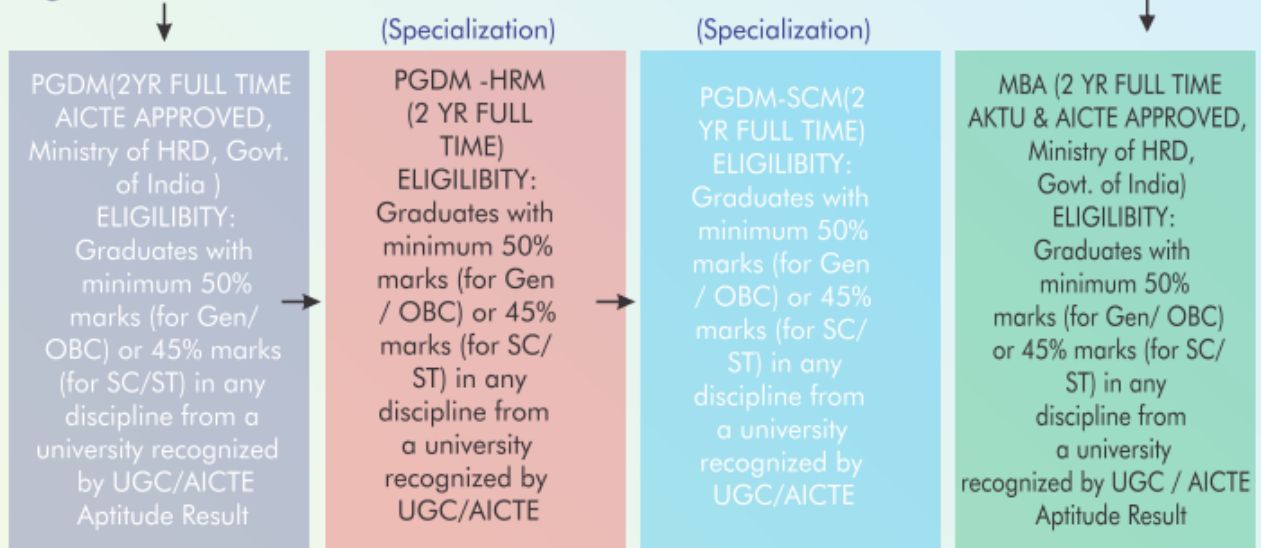 PGDM(2YR FULL TIME
AICTE APPROVED,
Ministry of HRD, Govt.
of India )
ELIGILIBITY:
Graduates with
minimum 50%
marks (for Gen/
OBC) or 45% marks
(for SC/ST) in any
discipline from a
university recognized
by UGC/AICTE
Aptitude Result
(Specialization)
PGDM -HRM
(2 YR FULL
TIME)
ELIGILIBITY:
Graduates with
minimum 50%
marks (for Gen
/ OBC) or 45%
marks (for SC/
ST) in any
discipline from
a university
recognized by
UGC/AICTE
(Specialization)
PGDM-SCM(2
YR FULL TIME)
ELIGILIBITY:
Graduates with
minimum 50%
marks (for Gen
/ OBC) or 45%
marks (for SC/
ST) in any
discipline from
a university
recognized by
UGC/AICTE
MBA (2 YR FULL TIME
AKTU & AICTE APPROVED,
Ministry of HRD,
Govt. of India)
ELIGILIBITY:
Graduates with
minimum 50%
marks (for Gen/ OBC)
or 45% marks (for SC/
ST) in any
discipline from
a university
recognized by UGC / AICTE
Aptitude Result